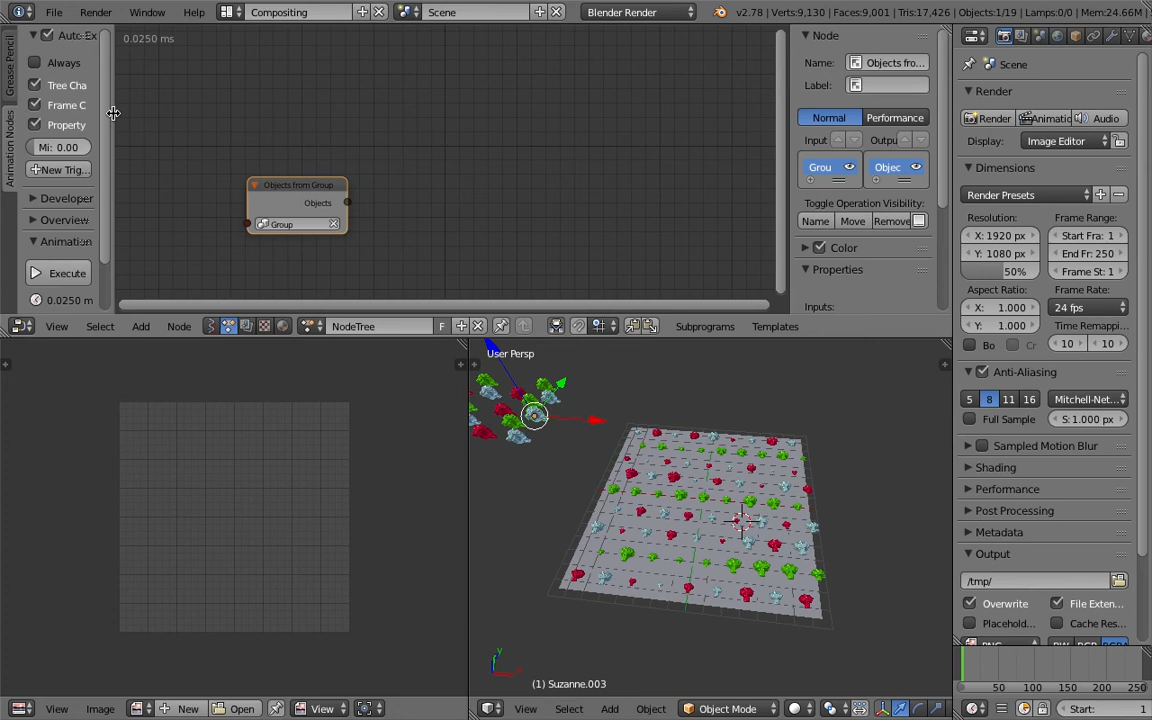 File Render Window Help Compositing Scene Blender Render v2.78 | Verts:9,130 | Faces:9,001 | Tris:17,426 | Objects:1/19 | Lamps:0/0 | Mem:24.66M
Grease Pencil
Animation Nodes
Auto Ex
Always
Tree Cha
Frame C
Property
Mi: 0.00
New Trig...
Developer
Overview
Animation
Execute
0.0250 m
0.0250 ms
Objects from Group
Objects
Group
Node
Name: Objects fro...
Label:
Normal Performance
Input Outpu
Grou Objec
Toggle Operation Visibility:
Name Move Remove
Color
Properties
Inputs:
View Select Add Node NodeTree F Subprograms Templates
Scene
Render
Render Animatic Audio
Display: Image Editor
Dimensions
Render Presets
Resolution: Frame Range:
X: 1920 px Start Fra: 1
Y: 1080 px End Fr: 250
50% Frame St: 1
Aspect Ratio: Frame Rate:
X: 1.000 24 fps
Y: 1.000 Time Remappi...
Bo Cr 10 10
Anti-Aliasing
5 8 11 16 Mitchell-Net...
Full Sample S: 1.000 px
Sampled Motion Blur
Shading
Performance
Post Processing
Metadata
Output
/tmp/
Overwrite File Exten...
Placehold... Cache Res...
User Persp
(1) Suzanne.003
View Image New Open View
View Select Add Object Object Mode
50 100 150 200 250
Start: 1